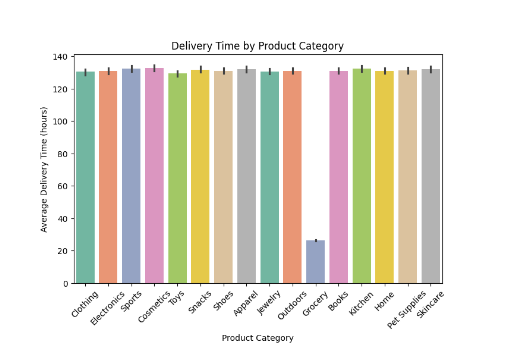 Delivery Time by Product Category
Average Delivery Time (hours)
140
120
100
80
60
40
20
0
Clothing
Electronics
Sports
Cosmetics
Toys
Snacks
Shoes
Apparel
Jewelry
Outdoors
Grocery
Books
Kitchen
Home
Pet Supplies
Skincare
Product Category